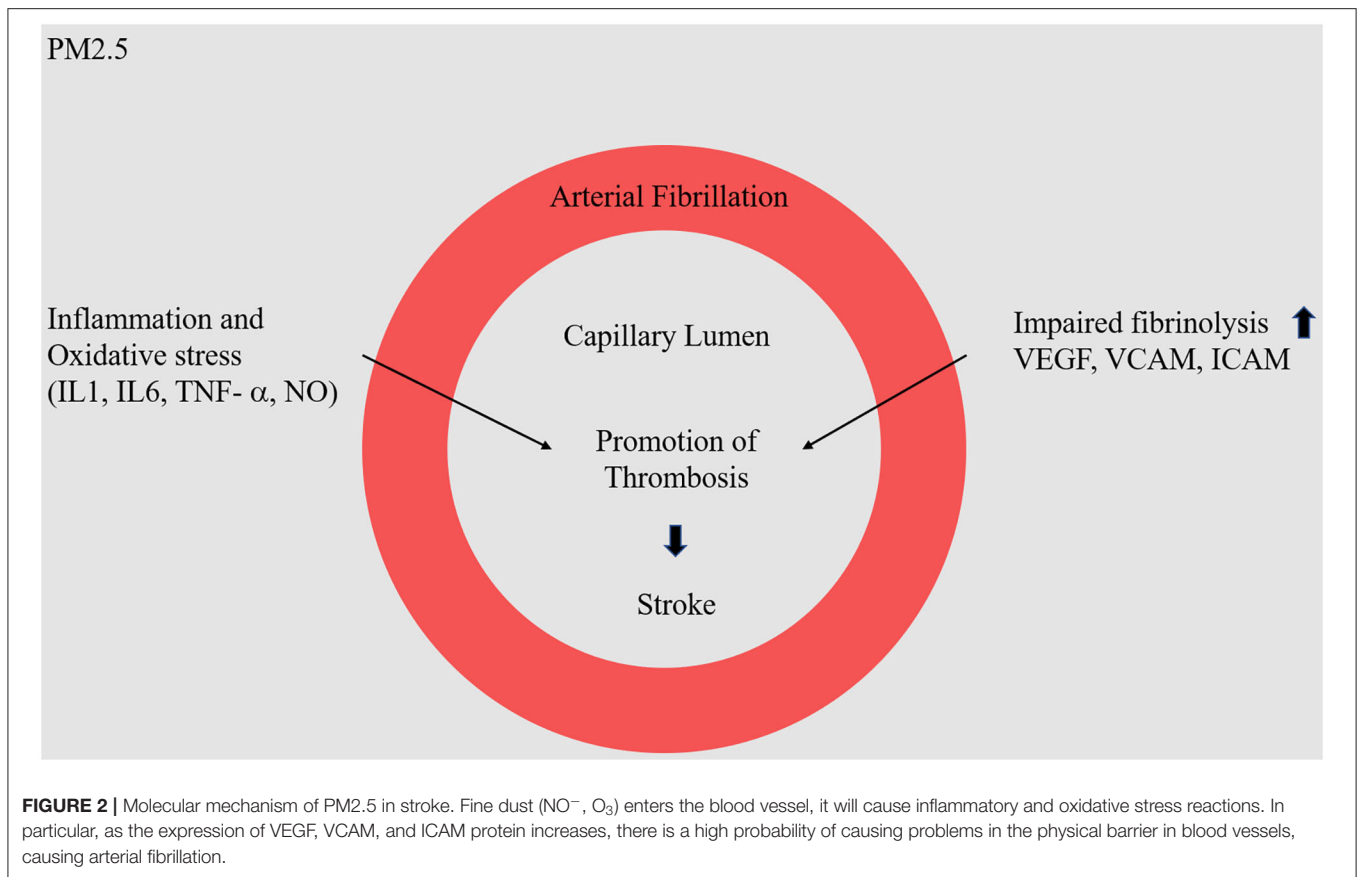 PM2.5
Arterial Fibrillation
Capillary Lumen
Inflammation and
Oxidative stress
(IL1, IL6, TNF- α, NO)
Impaired fibrinolysis
VEGF, VCAM, ICAM
Promotion of
Thrombosis
Stroke
FIGURE 2 | Molecular mechanism of PM2.5 in stroke. Fine dust (NO⁻, O₃) enters the blood vessel, it will cause inflammatory and oxidative stress reactions. In
particular, as the expression of VEGF, VCAM, and ICAM protein increases, there is a high probability of causing problems in the physical barrier in blood vessels,
causing arterial fibrillation.